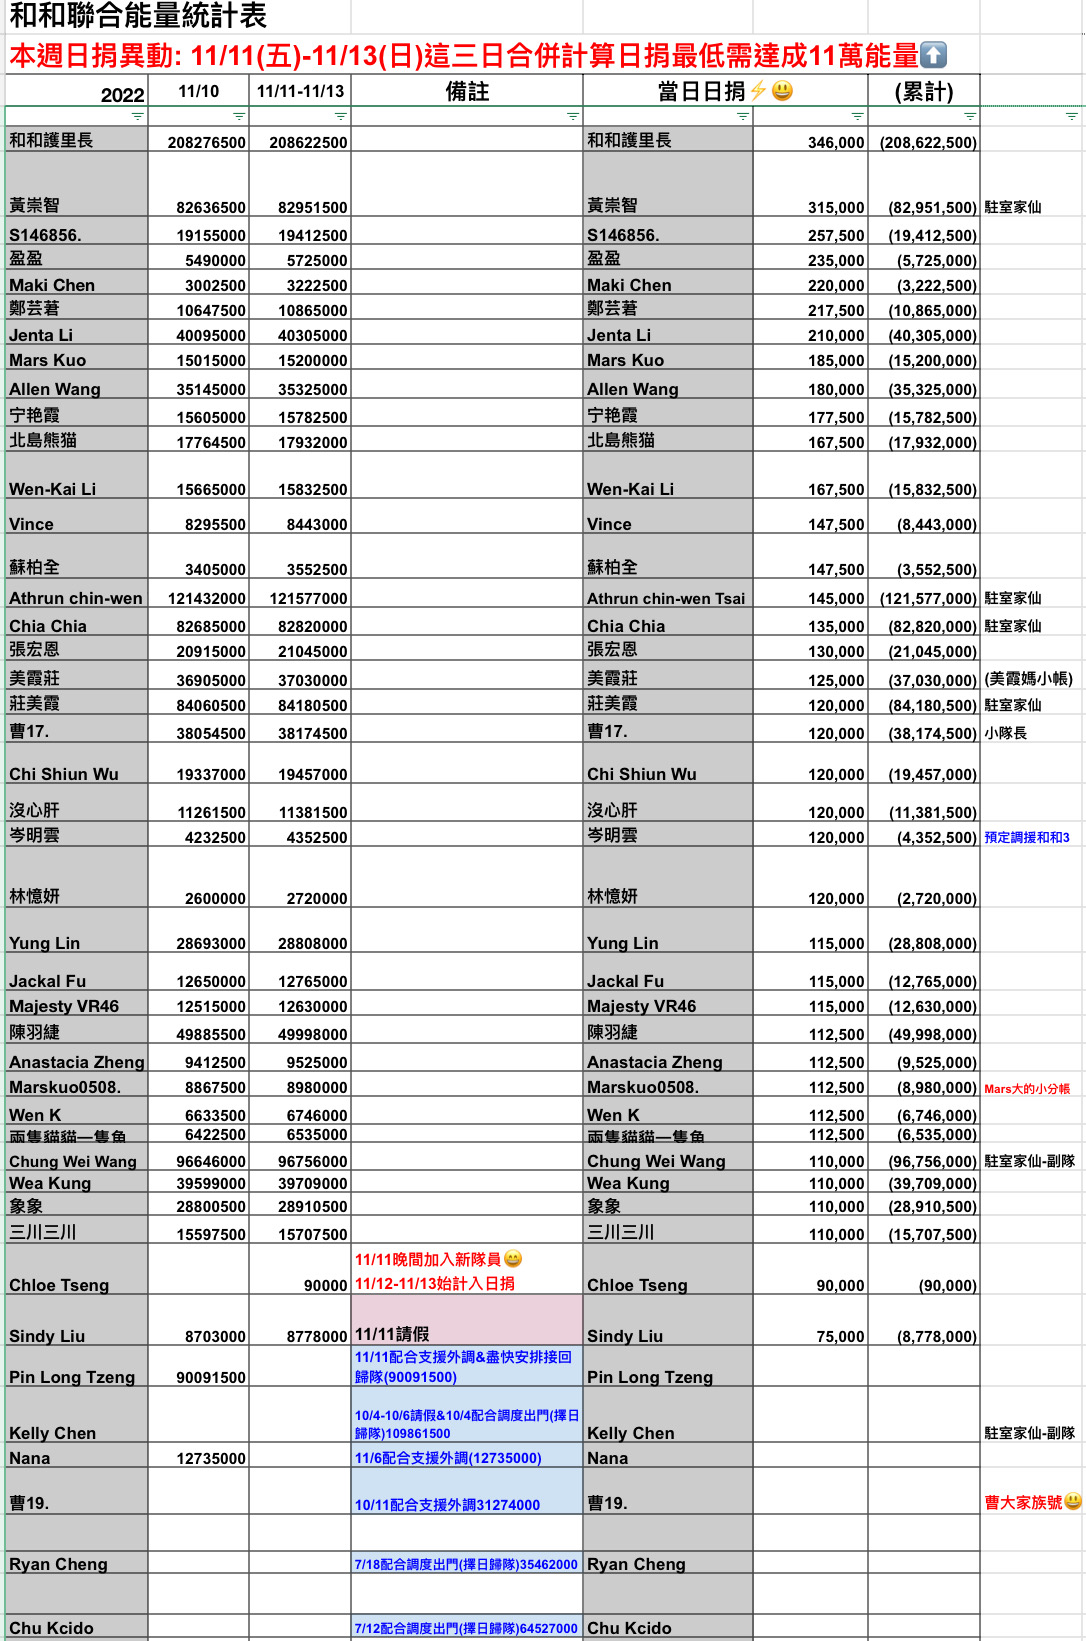 和和聯合能量統計表
本週日捐異動: 11/11(五)-11/13(日)這三日合併計算日捐最低需達成11萬能量⬆️
2022 11/10 11/11-11/13 備註 當日日捐⚡😃 (累計)
和和護里長 208276500 208622500 和和護里長 346,000 (208,622,500)
黃崇智 82636500 82951500 黃崇智 315,000 (82,951,500) 駐室家仙
S146856. 19155000 19412500 S146856. 257,500 (19,412,500)
盈盈 5490000 5725000 盈盈 235,000 (5,725,000)
Maki Chen 3002500 3222500 Maki Chen 220,000 (3,222,500)
鄭芸莙 10647500 10865000 鄭芸莙 217,500 (10,865,000)
Jenta Li 40095000 40305000 Jenta Li 210,000 (40,305,000)
Mars Kuo 15015000 15200000 Mars Kuo 185,000 (15,200,000)
Allen Wang 35145000 35325000 Allen Wang 180,000 (35,325,000)
宁艳霞 15605000 15782500 宁艳霞 177,500 (15,782,500)
北島熊猫 17764500 17932000 北島熊猫 167,500 (17,932,000)
Wen-Kai Li 15665000 15832500 Wen-Kai Li 167,500 (15,832,500)
Vince 8295500 8443000 Vince 147,500 (8,443,000)
蘇柏全 3405000 3552500 蘇柏全 147,500 (3,552,500)
Athrun chin-wen 121432000 121577000 Athrun chin-wen Tsai 145,000 (121,577,000) 駐室家仙
Chia Chia 82685000 82820000 Chia Chia 135,000 (82,820,000) 駐室家仙
張宏恩 20915000 21045000 張宏恩 130,000 (21,045,000)
美霞莊 36905000 37030000 美霞莊 125,000 (37,030,000) (美霞媽小帳)
莊美霞 84060500 84180500 莊美霞 120,000 (84,180,500) 駐室家仙
曹17. 38054500 38174500 曹17. 120,000 (38,174,500) 小隊長
Chi Shiun Wu 19337000 19457000 Chi Shiun Wu 120,000 (19,457,000)
沒心肝 11261500 11381500 沒心肝 120,000 (11,381,500)
岑明雲 4232500 4352500 岑明雲 120,000 (4,352,500) 預定調援和和3
林憶妍 2600000 2720000 林憶妍 120,000 (2,720,000)
Yung Lin 28693000 28808000 Yung Lin 115,000 (28,808,000)
Jackal Fu 12650000 12765000 Jackal Fu 115,000 (12,765,000)
Majesty VR46 12515000 12630000 Majesty VR46 115,000 (12,630,000)
陳羽緁 49885500 49998000 陳羽緁 112,500 (49,998,000)
Anastacia Zheng 9412500 9525000 Anastacia Zheng 112,500 (9,525,000)
Marskuo0508. 8867500 8980000 Marskuo0508. 112,500 (8,980,000) Mars大的小分帳
Wen K 6633500 6746000 Wen K 112,500 (6,746,000)
兩隻貓貓一隻魚 6422500 6535000 兩隻貓貓一隻魚 112,500 (6,535,000)
Chung Wei Wang 96646000 96756000 Chung Wei Wang 110,000 (96,756,000) 駐室家仙-副隊
Wea Kung 39599000 39709000 Wea Kung 110,000 (39,709,000)
象象 28800500 28910500 象象 110,000 (28,910,500)
三川三川 15597500 15707500 三川三川 110,000 (15,707,500)
11/11晚間加入新隊員😄
11/12-11/13始計入日捐
Chloe Tseng 90000 Chloe Tseng 90,000 (90,000)
Sindy Liu 8703000 8778000 11/11請假 Sindy Liu 75,000 (8,778,000)
11/11配合支援外調&盡快安排接回
Pin Long Tzeng 90091500 歸隊(90091500) Pin Long Tzeng
10/4-10/6請假&10/4配合調度出門(擇日
Kelly Chen 歸隊)109861500 Kelly Chen 駐室家仙-副隊
Nana 12735000 11/6配合支援外調(12735000) Nana
曹19. 10/11配合支援外調31274000 曹19. 曹大家族號😃
Ryan Cheng 7/18配合調度出門(擇日歸隊)35462000 Ryan Cheng
Chu Kcido 7/12配合調度出門(擇日歸隊)64527000 Chu Kcido